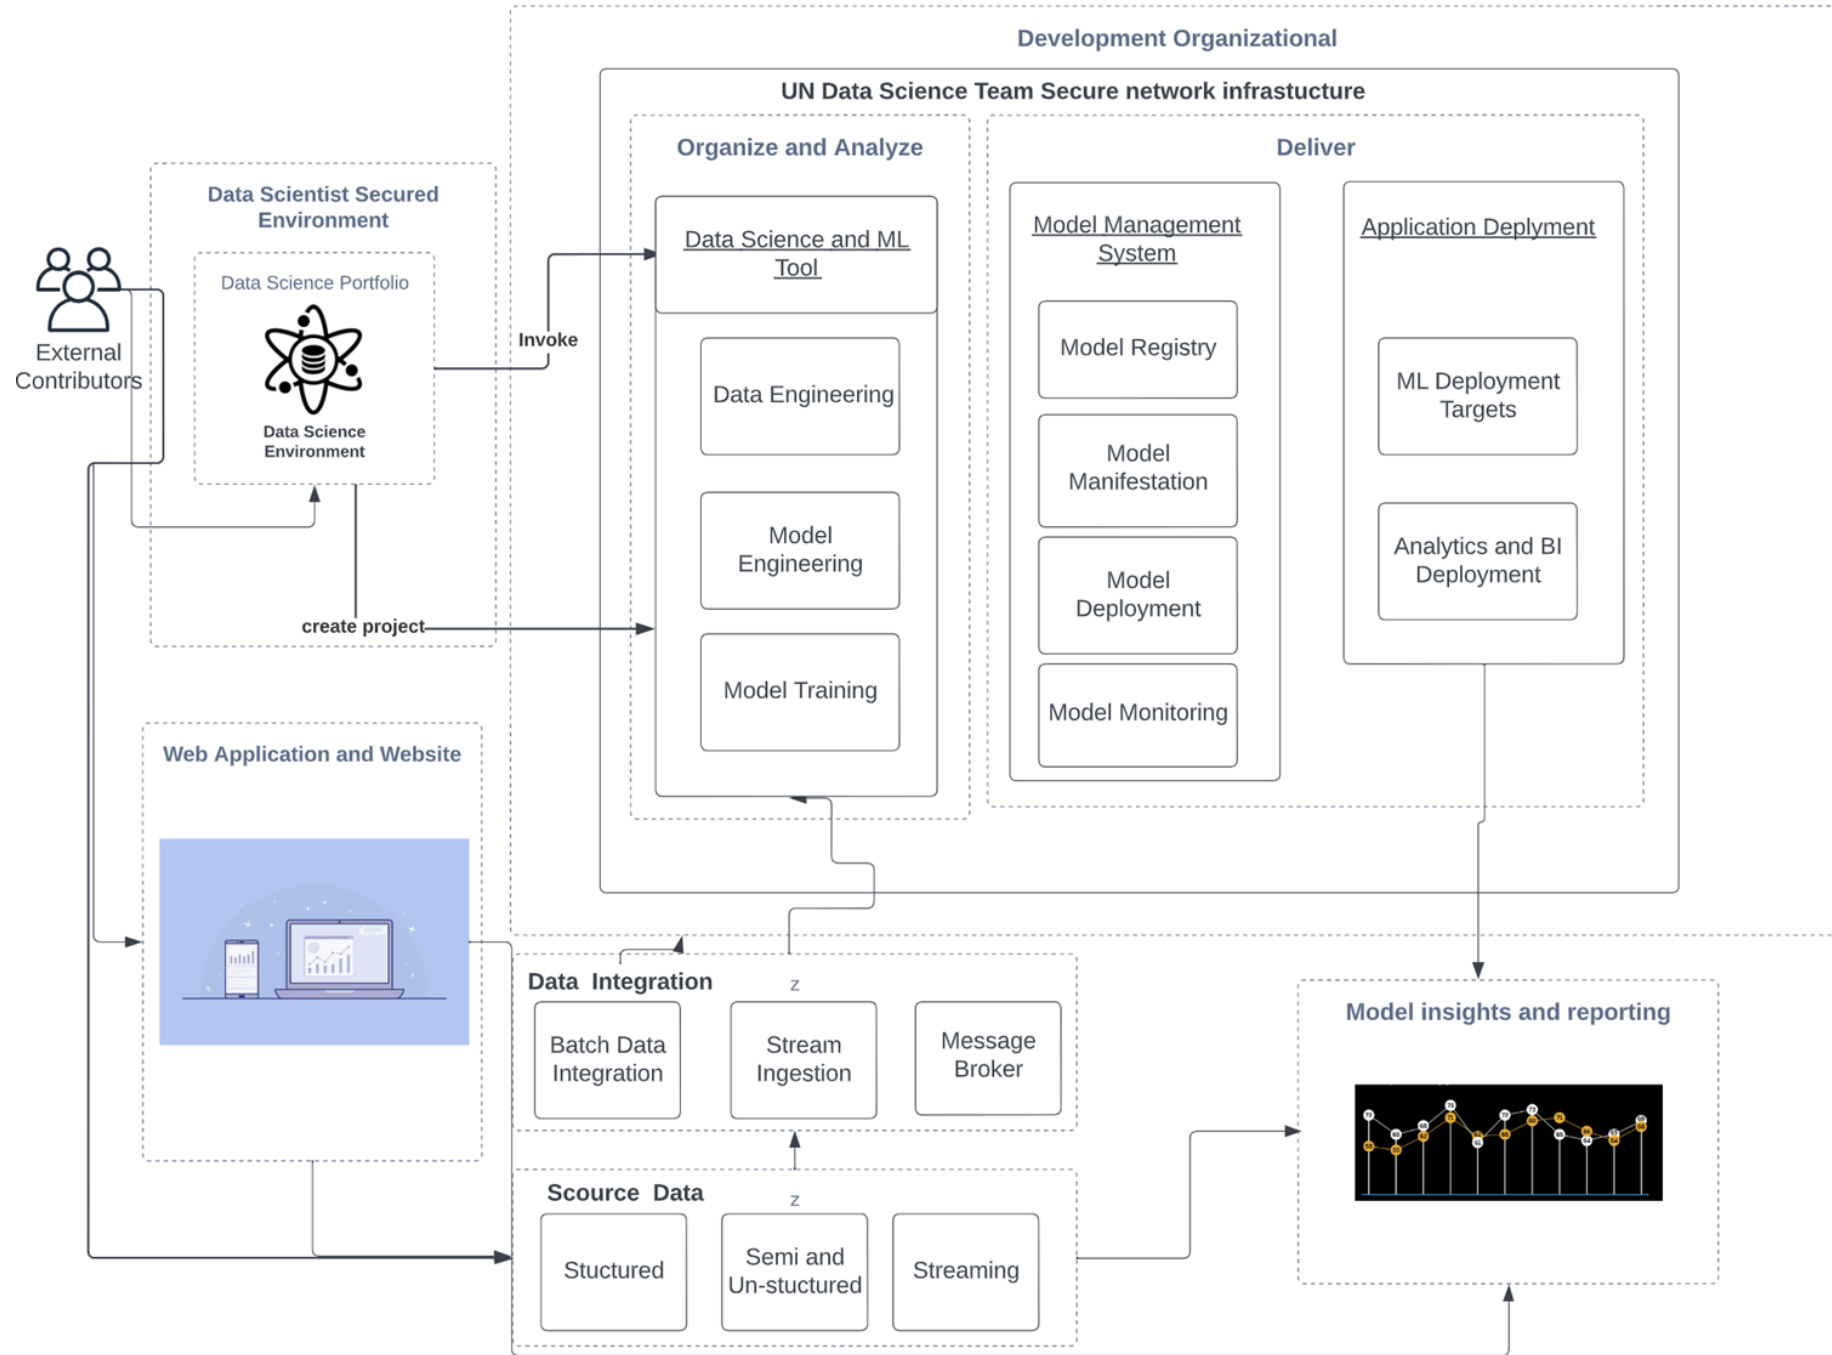 Development Organizational
UN Data Science Team Secure network infrastucture
Organize and Analyze
Deliver
Data Scientist Secured
Environment
Data Science Portfolio
Data Science
Environment
External
Contributors
Invoke
create project
Data Science and ML
Tool
Data Engineering
Model
Engineering
Model Training
Model Management
System
Model Registry
Model
Manifestation
Model
Deployment
Model Monitoring
Application Deplyment
ML Deployment
Targets
Analytics and BI
Deployment
Web Application and Website
Data Integration
z
Batch Data
Integration
Stream
Ingestion
Message
Broker
Scource Data
z
Stuctured
Semi and
Un-stuctured
Streaming
Model insights and reporting